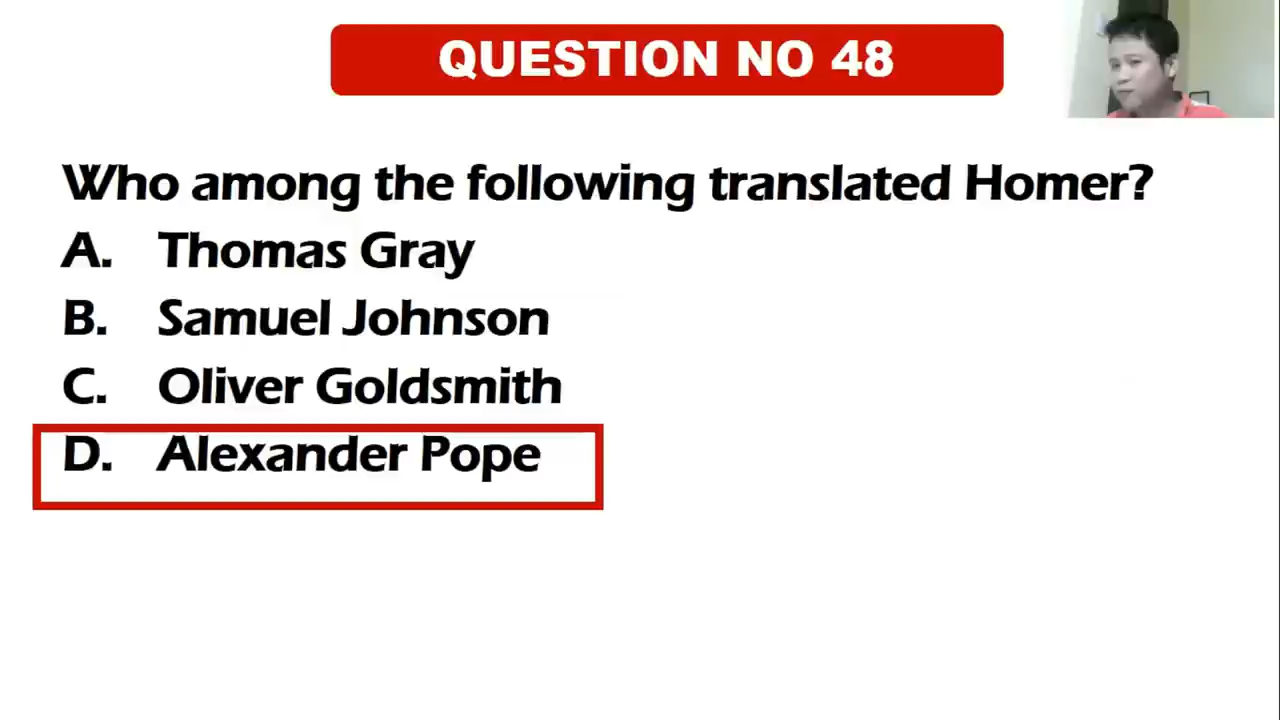 QUESTION NO 48
Who among the following translated Homer?
A. Thomas Gray
B. Samuel Johnson
C. Oliver Goldsmith
D. Alexander Pope